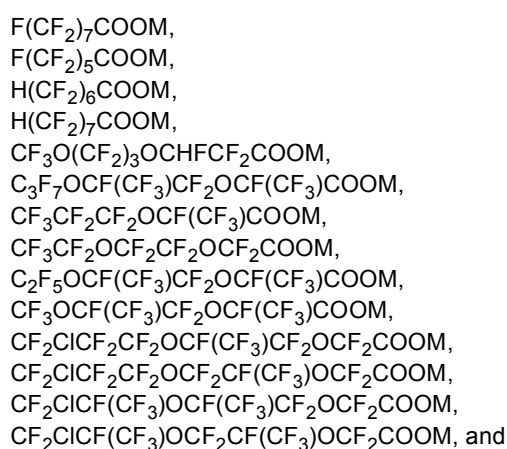 F(CF₂)₇COOM,
F(CF₂)₅COOM,
H(CF₂)₆COOM,
H(CF₂)₇COOM,
CF₃O(CF₂)₃OCHFCF₂COOM,
C₃F₇OCF(CF₃)CF₂OCF(CF₃)COOM,
CF₃CF₂CF₂OCF(CF₃)COOM,
CF₃CF₂OCF₂CF₂OCF₂COOM,
C₂F₅OCF(CF₃)CF₂OCF(CF₃)COOM,
CF₃OCF(CF₃)CF₂OCF(CF₃)COOM,
CF₂ClCF₂CF₂OCF(CF₃)CF₂OCF₂COOM,
CF₂ClCF₂CF₂OCF₂CF(CF₃)OCF₂COOM,
CF₂ClCF(CF₃)OCF(CF₃)CF₂OCF₂COOM,
CF₂ClCF(CF₃)OCF₂CF(CF₃)OCF₂COOM, and